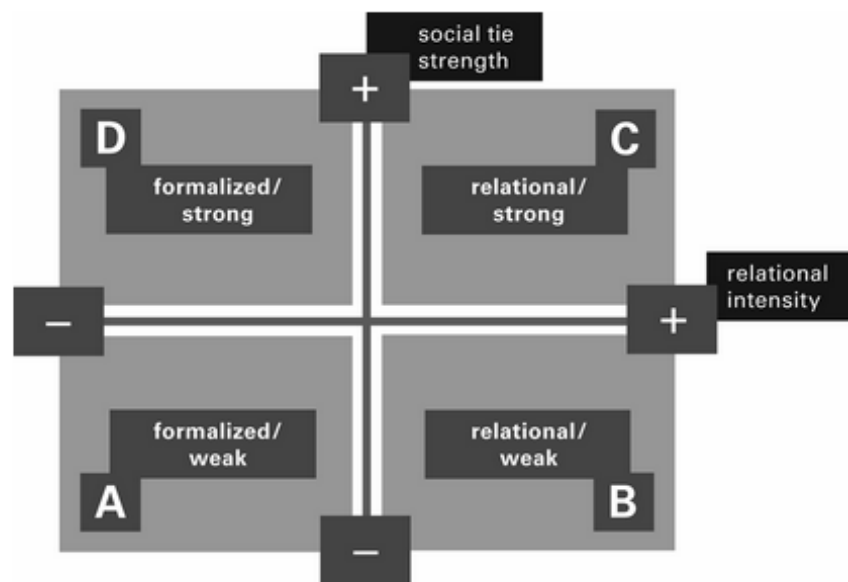 social tie
strength
+
D
C
formalized/
strong
relational/
strong
relational
intensity
–
+
formalized/
weak
relational/
weak
A
B
–